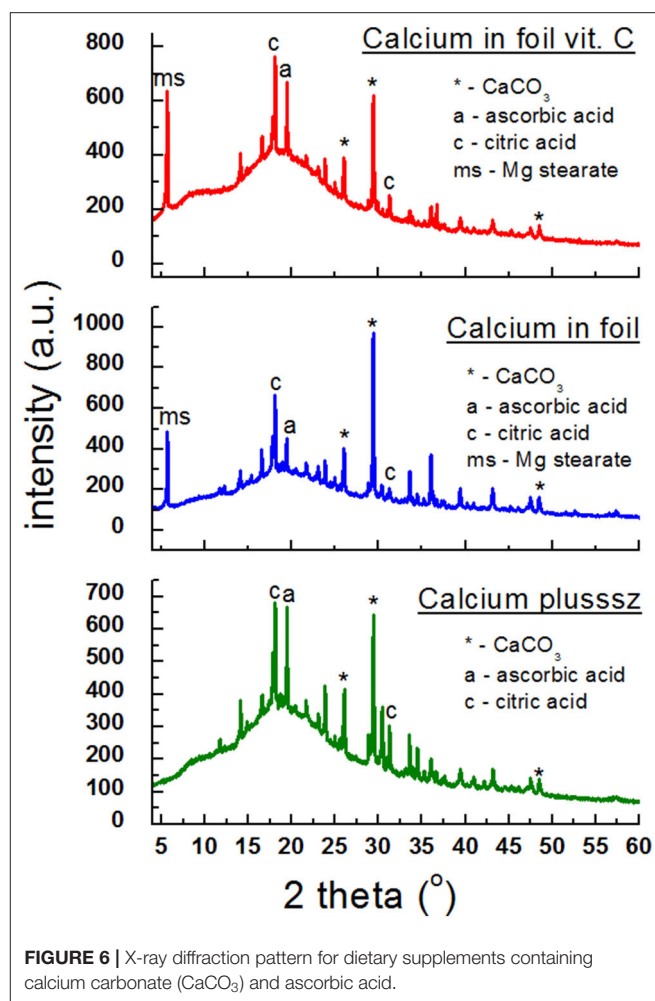 intensity (a.u.)
Calcium in foil vit. C
* - CaCO3
a - ascorbic acid
c - citric acid
ms - Mg stearate
800
600
400
200
0
ms
c
a
*
*
c
*
Calcium in foil
* - CaCO3
a - ascorbic acid
c - citric acid
ms - Mg stearate
1000
800
600
400
200
0
ms
c
a
*
*
c
*
Calcium plusssz
* - CaCO3
a - ascorbic acid
c - citric acid
700
600
500
400
300
200
100
0
c
a
*
*
c
*
5 10 15 20 25 30 35 40 45 50 55 60
2 theta (°)
FIGURE 6 | X-ray diffraction pattern for dietary supplements containing
calcium carbonate (CaCO3) and ascorbic acid.